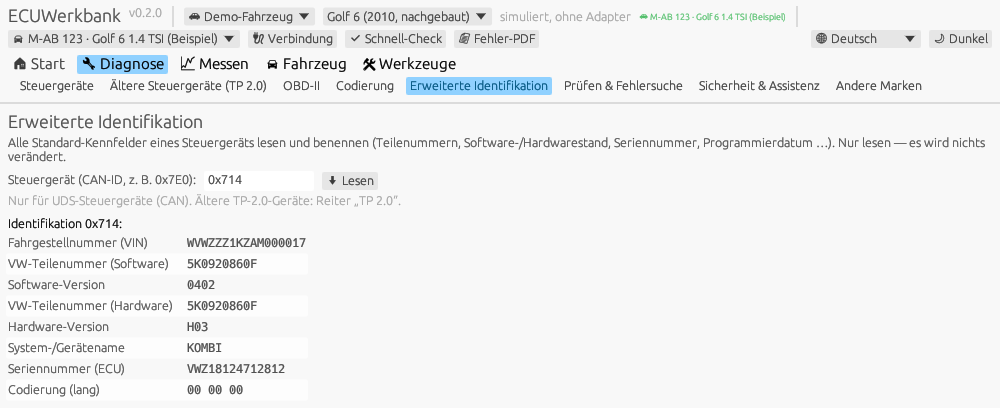 ECUWerkbank v0.2.0 Demo-Fahrzeug Golf 6 (2010, nachgebaut) simuliert, ohne Adapter M-AB 123 · Golf 6 1.4 TSI (Beispiel)
M-AB 123 · Golf 6 1.4 TSI (Beispiel) Verbindung Schnell-Check Fehler-PDF Deutsch Dunkel
Start Diagnose Messen Fahrzeug Werkzeuge
Steuergeräte Ältere Steuergeräte (TP 2.0) OBD-II Codierung Erweiterte Identifikation Prüfen & Fehlersuche Sicherheit & Assistenz Andere Marken
Erweiterte Identifikation
Alle Standard-Kennfelder eines Steuergeräts lesen und benennen (Teilenummern, Software-/Hardwarestand, Seriennummer, Programmierdatum …). Nur lesen — es wird nichts
verändert.
Steuergerät (CAN-ID, z. B. 0x7E0): 0x714 Lesen
Nur für UDS-Steuergeräte (CAN). Ältere TP-2.0-Geräte: Reiter „TP 2.0“.
Identifikation 0x714:
Fahrgestellnummer (VIN) WVWZZZ1KZAM000017
VW-Teilenummer (Software) 5K0920860F
Software-Version 0402
VW-Teilenummer (Hardware) 5K0920860F
Hardware-Version H03
System-/Gerätename KOMBI
Seriennummer (ECU) VWZ18124712812
Codierung (lang) 00 00 00